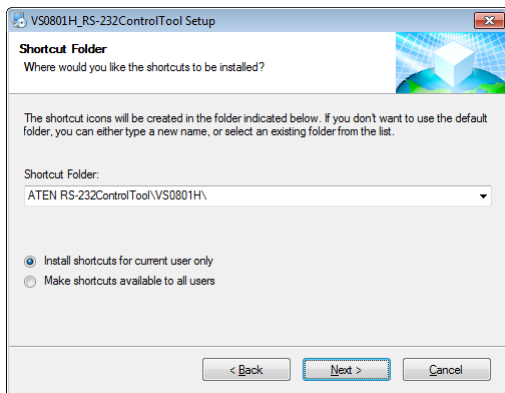 VS0801H_RS-232ControlTool Setup
Shortcut Folder
Where would you like the shortcuts to be installed?
The shortcut icons will be created in the folder indicated below. If you don't want to use the default
folder, you can either type a new name, or select an existing folder from the list.
Shortcut Folder:
ATEN RS-232ControlTool\VS0801H\
Install shortcuts for current user only
Make shortcuts available to all users
< Back
Next >
Cancel